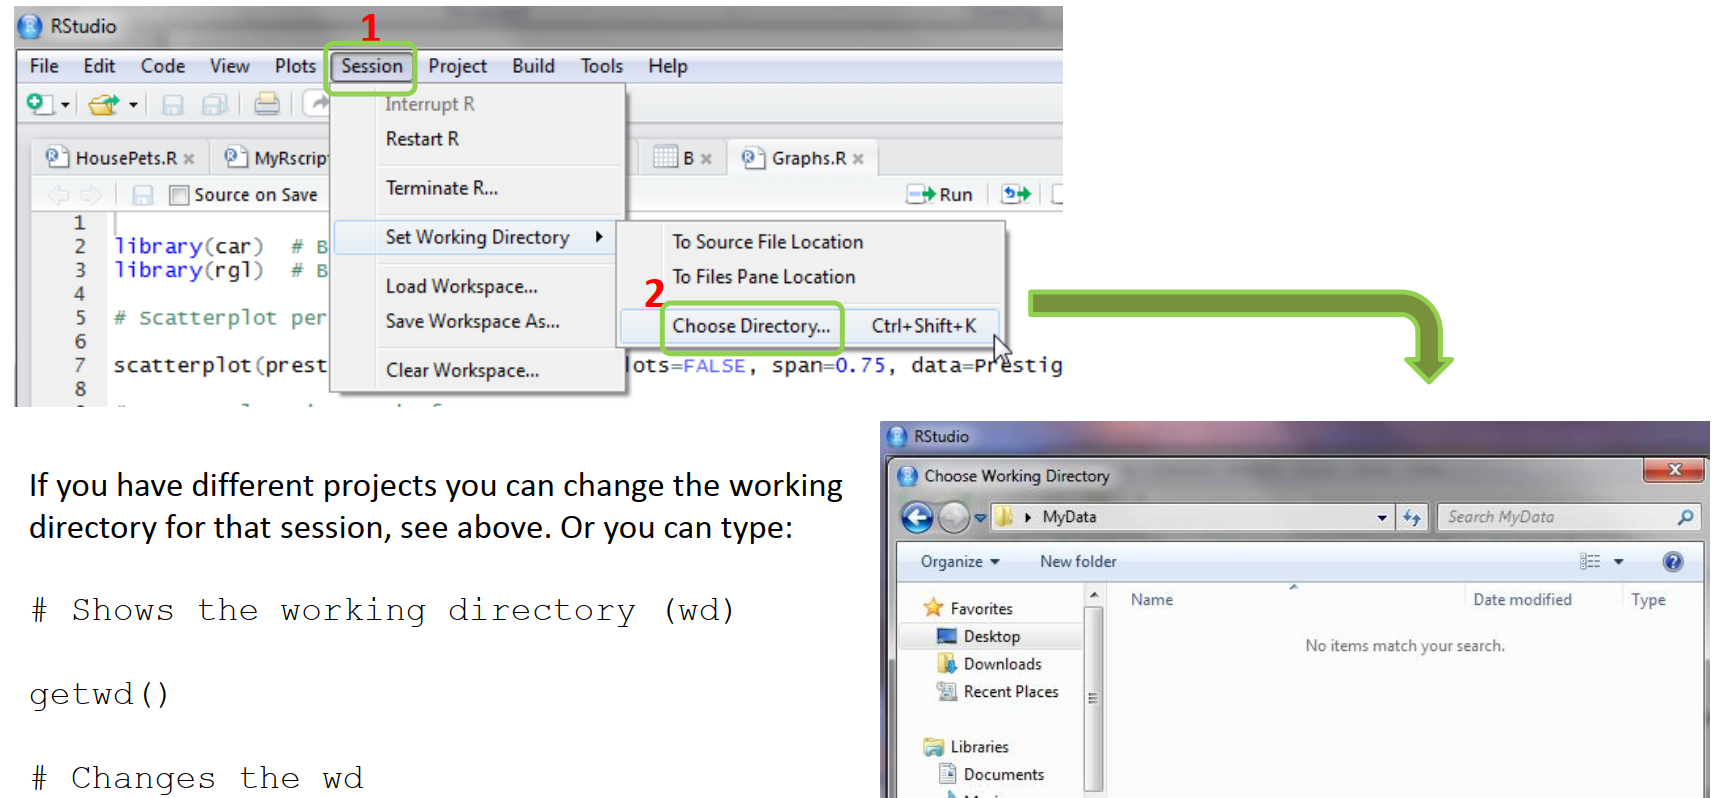 RStudio
1
File Edit Code View Plots Session Project Build Tools Help
Interrupt R
Restart R
Terminate R...
Set Working Directory
Load Workspace...
Save Workspace As...
Clear Workspace...
To Source File Location
To Files Pane Location
2
Choose Directory... Ctrl+Shift+K
HousePets.R MyRscrip B Graphs.R
Source on Save Run
1
2 library(car) # B
3 library(rgl) # B
4
5 # Scatterplot per
6
7 scatterplot(prest lots=FALSE, span=0.75, data=Prestig
8
If you have different projects you can change the working
directory for that session, see above. Or you can type:
# Shows the working directory (wd)
getwd()
# Changes the wd
RStudio
Choose Working Directory
MyData Search MyData
Organize New folder
Name Date modified Type
No items match your search.
Favorites
Desktop
Downloads
Recent Places
Libraries
Documents